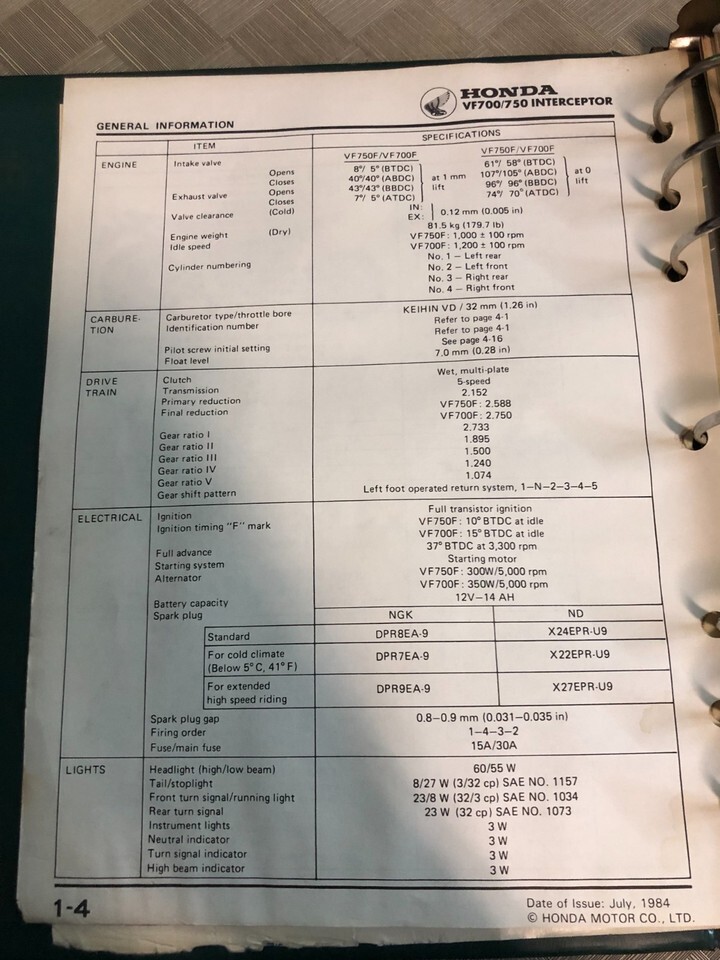 HONDA
VF700/750 INTERCEPTOR
GENERAL INFORMATION
ITEM SPECIFICATIONS
ENGINE Intake valve VF750F/VF700F VF750F/VF700F
Opens 8°/ 5° (BTDC) 61°/ 58° (BTDC)
Closes 40°/40° (ABDC) at 1 mm 107°/105° (ABDC) at 0
Exhaust valve Opens 43°/43° (BBDC) lift 96°/ 96° (BBDC) lift
Closes 7°/ 5° (ATDC) 74°/ 70° (ATDC)
Valve clearance (Cold) IN: EX: 0.12 mm (0.005 in)
Engine weight (Dry) 81.5 kg (179.7 lb)
Idle speed VF750F: 1,000 ± 100 rpm
VF700F: 1,200 ± 100 rpm
Cylinder numbering No. 1 – Left rear
No. 2 – Left front
No. 3 – Right rear
No. 4 – Right front
CARBURE-TION Carburetor type/throttle bore KEIHIN VD / 32 mm (1.26 in)
Identification number Refer to page 4-1
Refer to page 4-1
Pilot screw initial setting See page 4-16
Float level 7.0 mm (0.28 in)
DRIVE TRAIN Clutch Wet, multi-plate
Transmission 5-speed
Primary reduction 2.152
Final reduction VF750F: 2.588
VF700F: 2.750
Gear ratio I 2.733
Gear ratio II 1.895
Gear ratio III 1.500
Gear ratio IV 1.240
Gear ratio V 1.074
Gear shift pattern Left foot operated return system, 1–N–2–3–4–5
ELECTRICAL Ignition Full transistor ignition
Ignition timing "F" mark VF750F: 10° BTDC at idle
VF700F: 15° BTDC at idle
Full advance 37° BTDC at 3,300 rpm
Starting system Starting motor
Alternator VF750F: 300W/5,000 rpm
VF700F: 350W/5,000 rpm
Battery capacity 12V–14 AH
Spark plug NGK ND
Standard DPR8EA-9 X24EPR-U9
For cold climate DPR7EA-9 X22EPR-U9
(Below 5°C, 41°F)
For extended DPR9EA-9 X27EPR-U9
high speed riding
Spark plug gap 0.8–0.9 mm (0.031–0.035 in)
Firing order 1–4–3–2
Fuse/main fuse 15A/30A
LIGHTS Headlight (high/low beam) 60/55 W
Tail/stoplight 8/27 W (3/32 cp) SAE NO. 1157
Front turn signal/running light 23/8 W (32/3 cp) SAE NO. 1034
Rear turn signal 23 W (32 cp) SAE NO. 1073
Instrument lights 3 W
Neutral indicator 3 W
Turn signal indicator 3 W
High beam indicator 3 W
1-4
Date of Issue: July, 1984
© HONDA MOTOR CO., LTD.